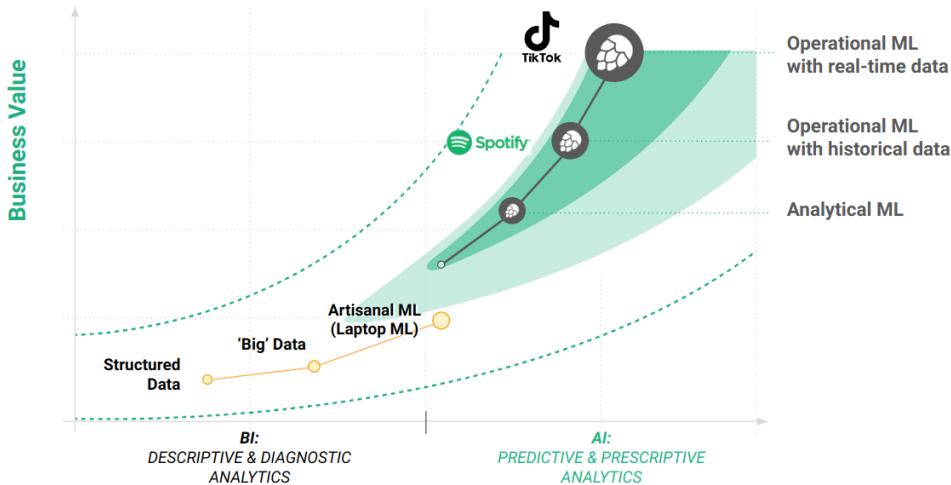 Business Value
TikTok
Spotify
Operational ML
with real-time data
Operational ML
with historical data
Analytical ML
Artisanal ML
(Laptop ML)
‘Big’ Data
Structured
Data
BI:
DESCRIPTIVE & DIAGNOSTIC
ANALYTICS
AI:
PREDICTIVE & PRESCRIPTIVE
ANALYTICS